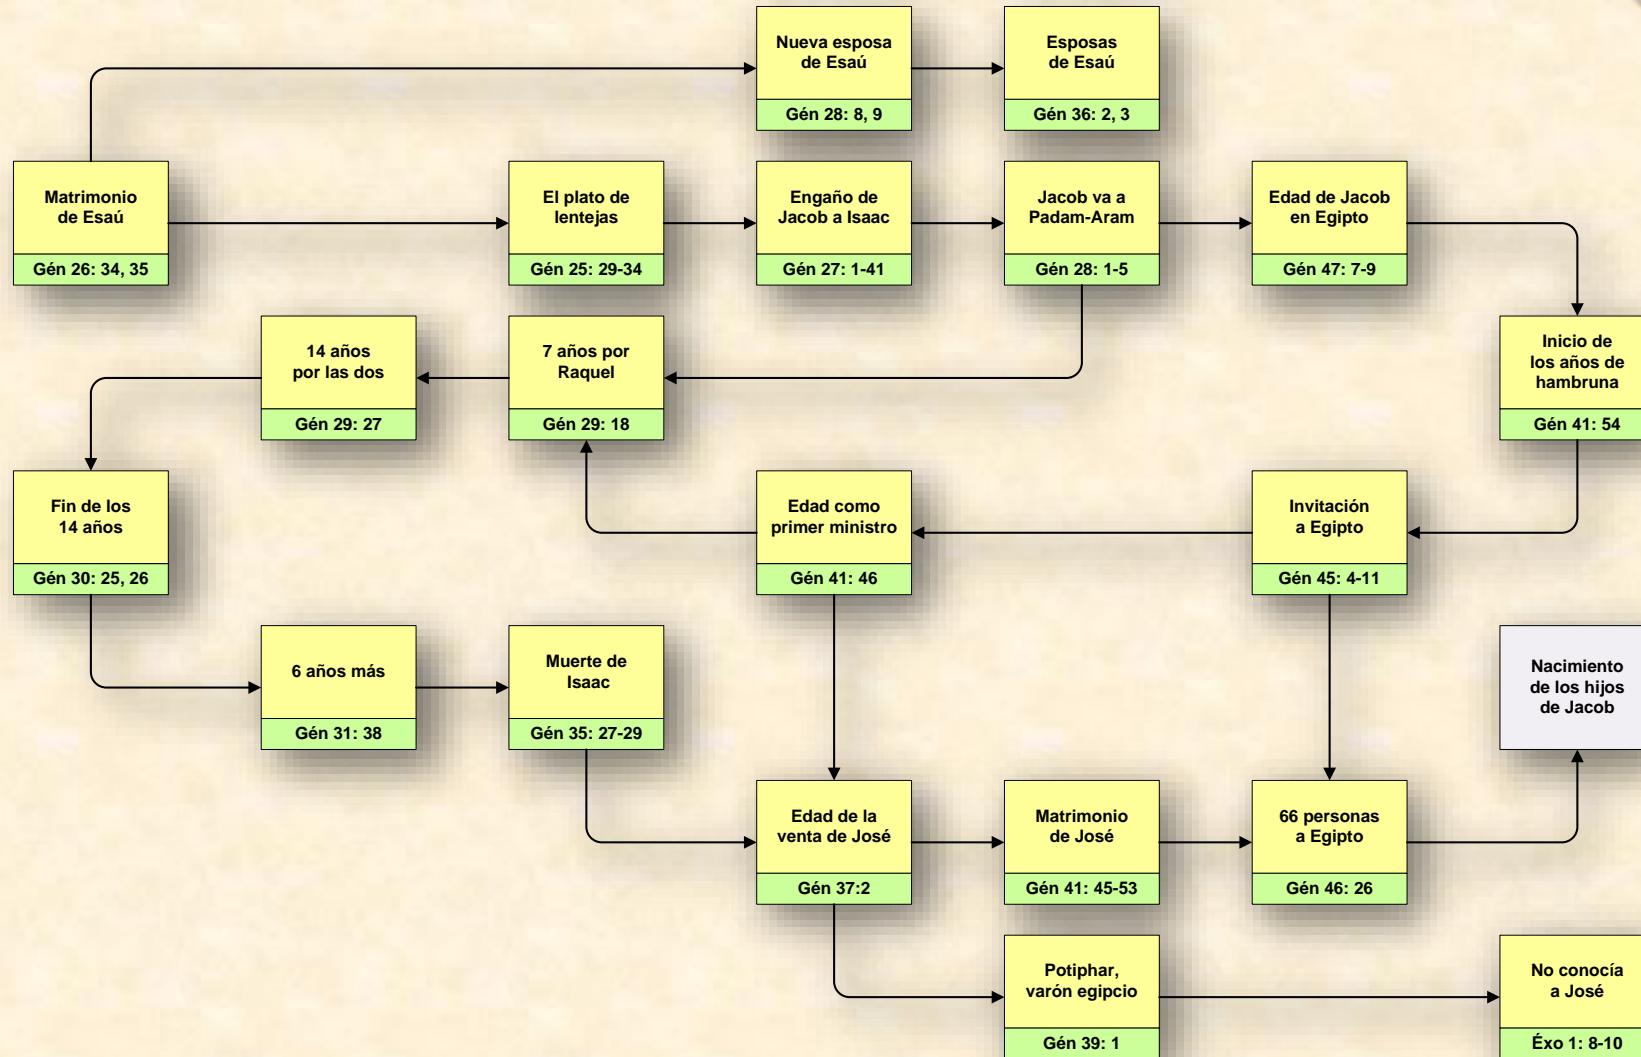 Nueva esposa
de Esaú
Gén 28: 8, 9
Esposas
de Esaú
Gén 36: 2, 3
Matrimonio
de Esaú
Gén 26: 34, 35
El plato de
lentejas
Gén 25: 29-34
Engaño de
Jacob a Isaac
Gén 27: 1-41
Jacob va a
Padam-Aram
Gén 28: 1-5
Edad de Jacob
en Egipto
Gén 47: 7-9
14 años
por las dos
Gén 29: 27
7 años por
Raquel
Gén 29: 18
Inicio de
los años de
hambruna
Gén 41: 54
Fin de los
14 años
Gén 30: 25, 26
Edad como
primer ministro
Gén 41: 46
Invitación
a Egipto
Gén 45: 4-11
6 años más
Gén 31: 38
Muerte de
Isaac
Gén 35: 27-29
Nacimiento
de los hijos
de Jacob
Edad de la
venta de José
Gén 37:2
Matrimonio
de José
Gén 41: 45-53
66 personas
a Egipto
Gén 46: 26
Potiphar,
varón egipcio
Gén 39: 1
No conocía
a José
Éxo 1: 8-10